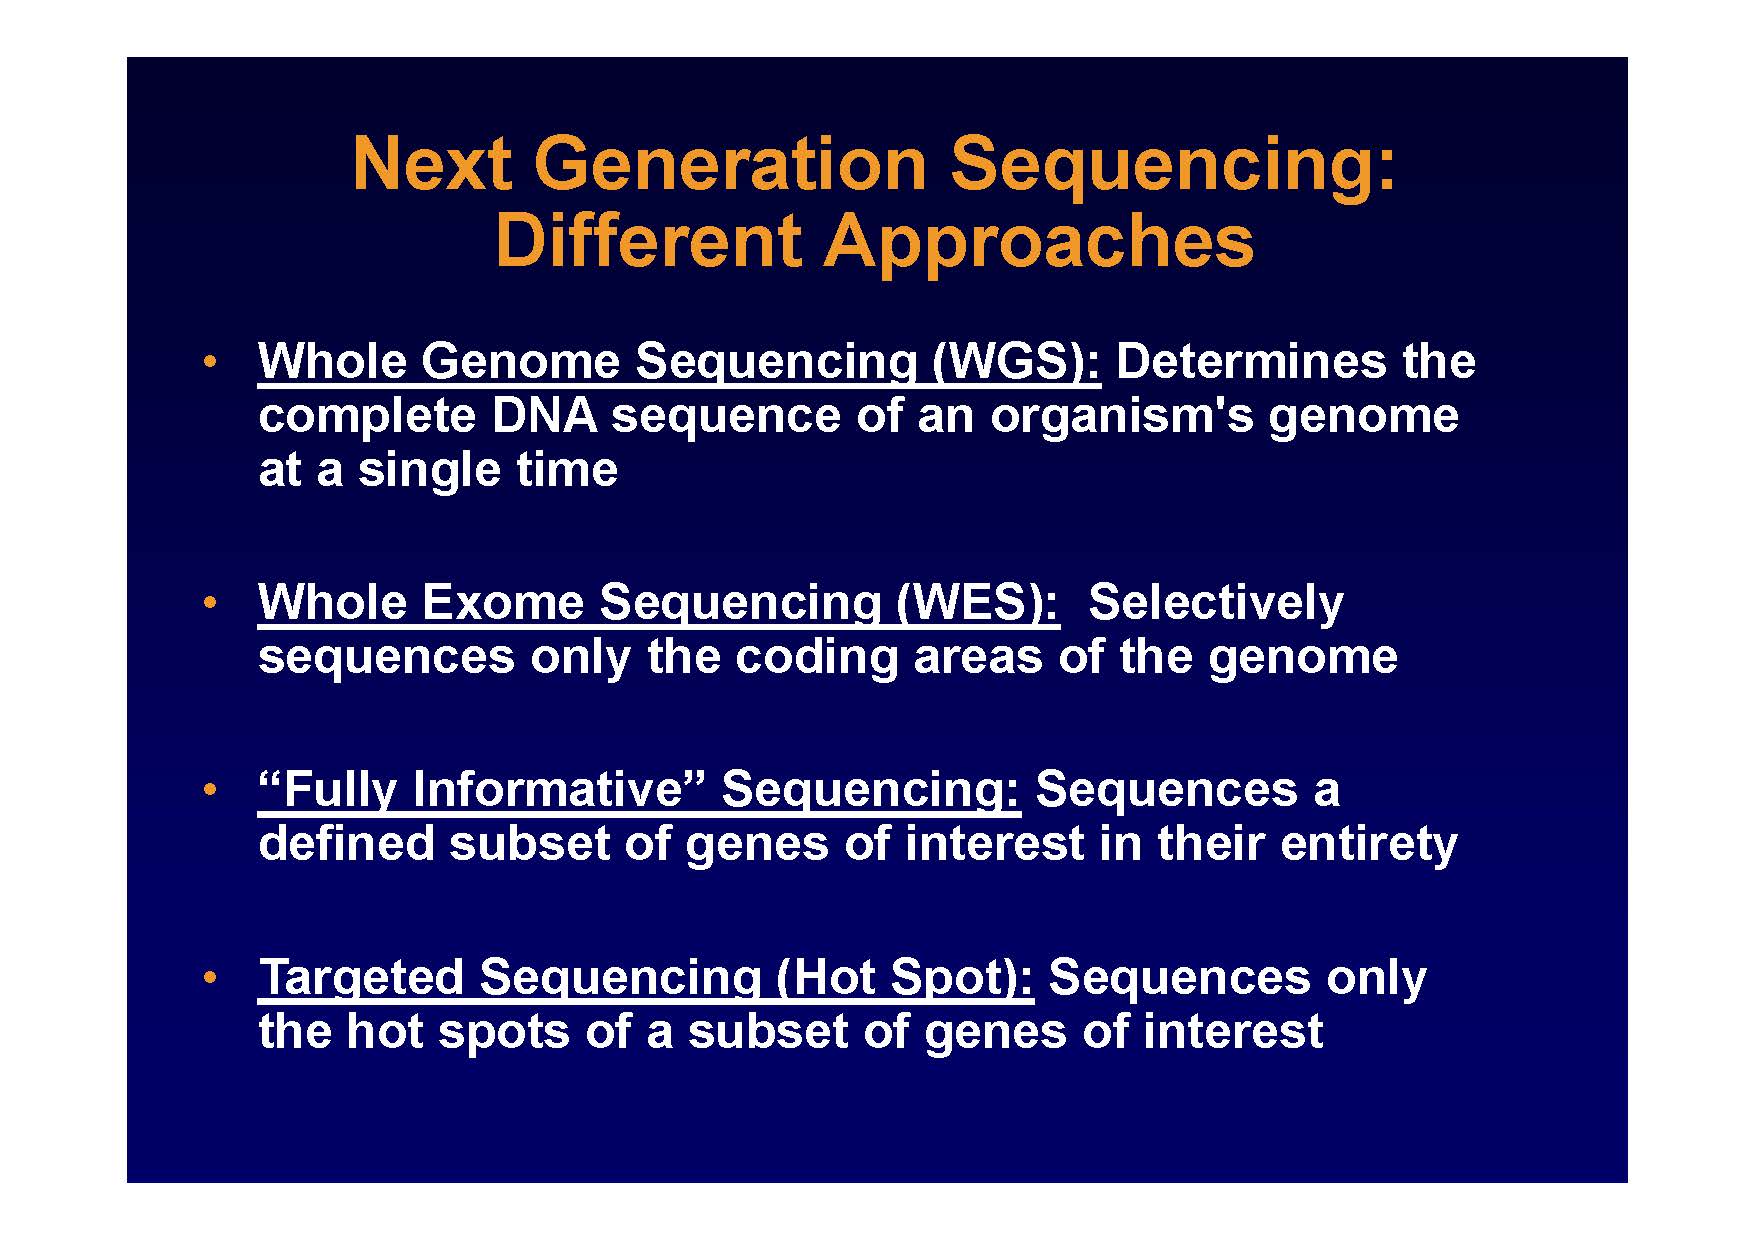 Next Generation Sequencing:
Different Approaches
• Whole Genome Sequencing (WGS): Determines the
complete DNA sequence of an organism's genome
at a single time
• Whole Exome Sequencing (WES): Selectively
sequences only the coding areas of the genome
• “Fully Informative” Sequencing: Sequences a
defined subset of genes of interest in their entirety
• Targeted Sequencing (Hot Spot): Sequences only
the hot spots of a subset of genes of interest